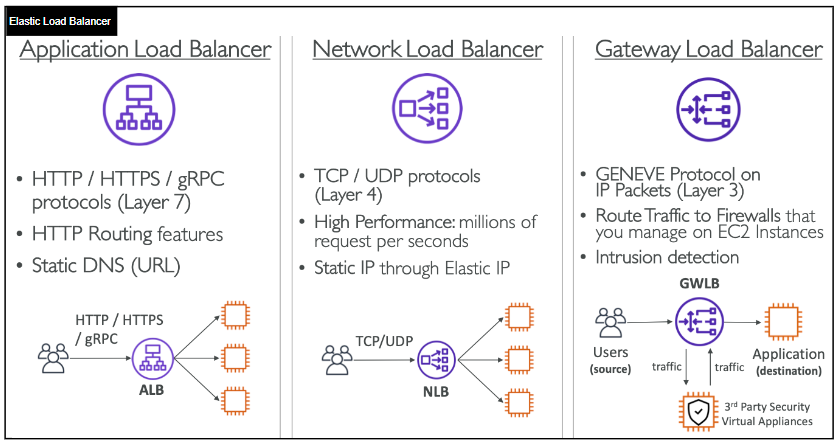 Elastic Load Balancer
Application Load Balancer
• HTTP / HTTPS / gRPC
protocols (Layer 7)
• HTTP Routing features
• Static DNS (URL)
HTTP / HTTPS
/ gRPC
ALB
Network Load Balancer
• TCP / UDP protocols
(Layer 4)
• High Performance: millions of
request per seconds
• Static IP through Elastic IP
TCP/UDP
NLB
Gateway Load Balancer
• GENEVE Protocol on
IP Packets (Layer 3)
• Route Traffic to Firewalls that
you manage on EC2 Instances
• Intrusion detection
GWLB
Users
(source)
Application
(destination)
traffic
traffic
3rd Party Security
Virtual Appliances